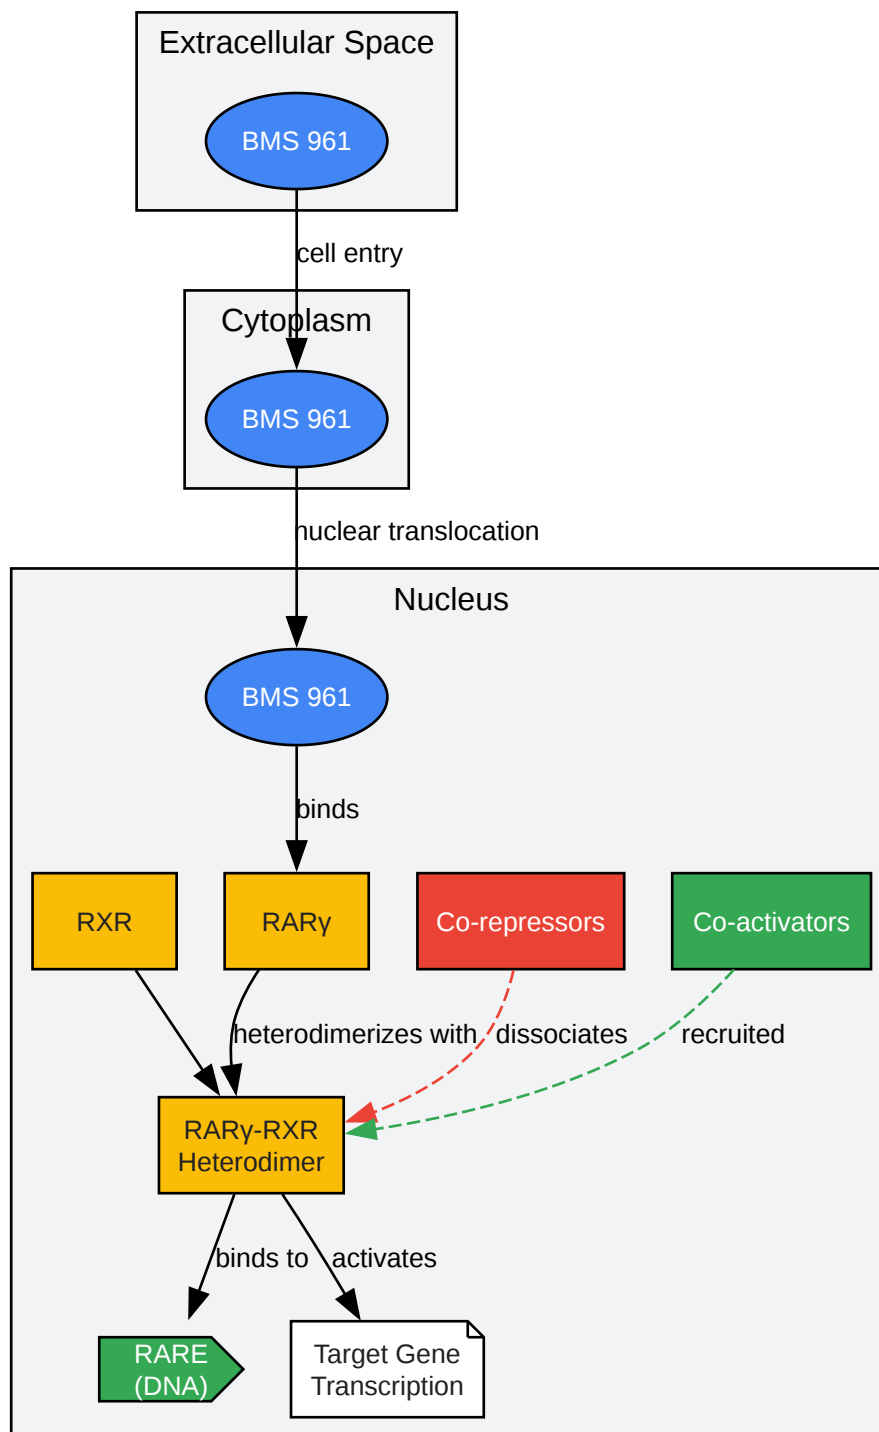 Extracellular Space
BMS 961
cell entry
Cytoplasm
BMS 961
nuclear translocation
Nucleus
BMS 961
binds
RXR
RARγ
Co-repressors
Co-activators
heterodimerizes with
dissociates
recruited
RARγ-RXR
Heterodimer
binds to
activates
RARE
(DNA)
Target Gene
Transcription